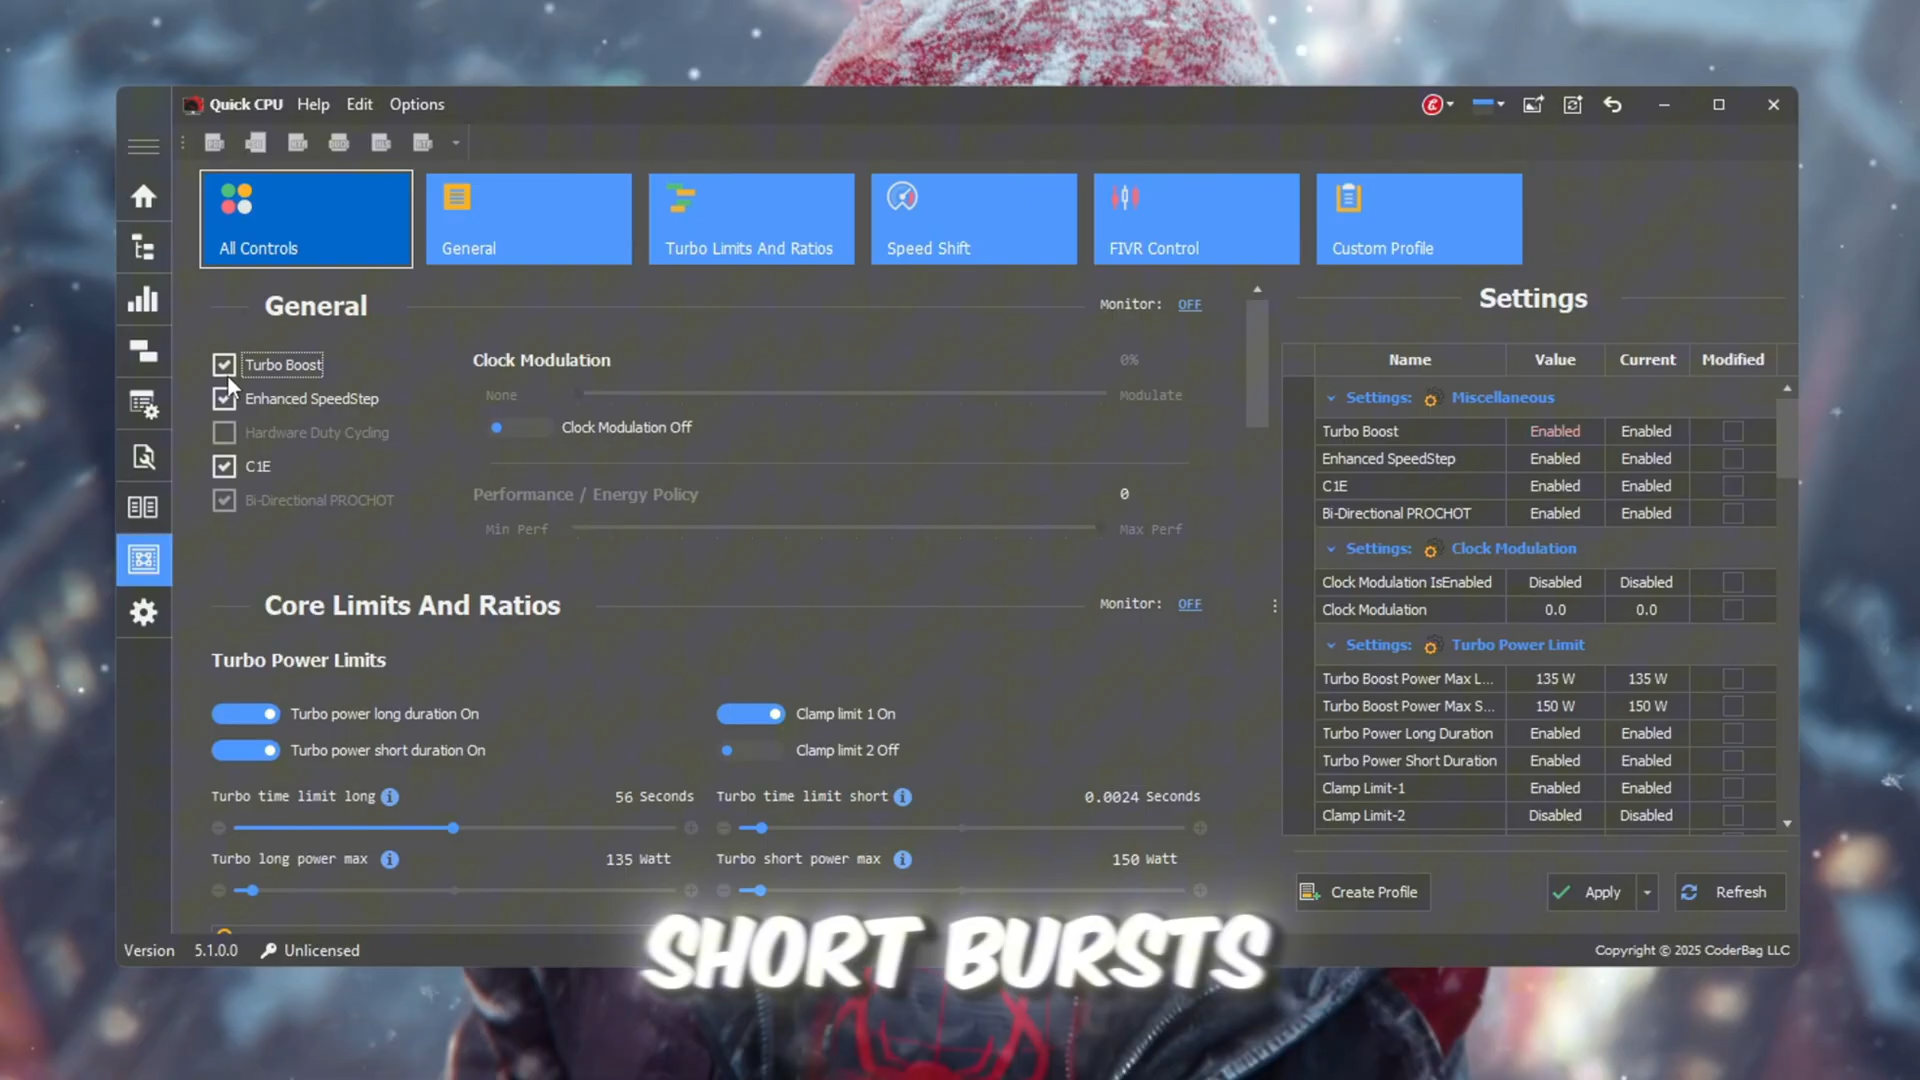 Quick CPU Help Edit Options
All Controls
General
Turbo Limits And Ratios
Speed Shift
FIVR Control
Custom Profile
General
Monitor: OFF
Turbo Boost
Enhanced SpeedStep
Hardware Duty Cycling
C1E
Bi-Directional PROCHOT
Clock Modulation 0%
None Modulate
Clock Modulation Off
Performance / Energy Policy 0
Min Perf Max Perf
Core Limits And Ratios
Monitor: OFF
Turbo Power Limits
Turbo power long duration On
Clamp limit 1 On
Turbo power short duration On
Clamp limit 2 Off
Turbo time limit long 56 Seconds
Turbo time limit short 0.0024 Seconds
Turbo long power max 135 Watt
Turbo short power max 150 Watt
Settings
Name Value Current Modified
Settings: Miscellaneous
Turbo Boost Enabled Enabled
Enhanced SpeedStep Enabled Enabled
C1E Enabled Enabled
Bi-Directional PROCHOT Enabled Enabled
Settings: Clock Modulation
Clock Modulation IsEnabled Disabled Disabled
Clock Modulation 0.0 0.0
Settings: Turbo Power Limit
Turbo Boost Power Max L... 135 W 135 W
Turbo Boost Power Max S... 150 W 150 W
Turbo Power Long Duration Enabled Enabled
Turbo Power Short Duration Enabled Enabled
Clamp Limit-1 Enabled Enabled
Clamp Limit-2 Disabled Disabled
Create Profile
Apply
Refresh
SHORT BURSTS
Version 5.1.0.0 Unlicensed
Copyright © 2025 CoderBag LLC